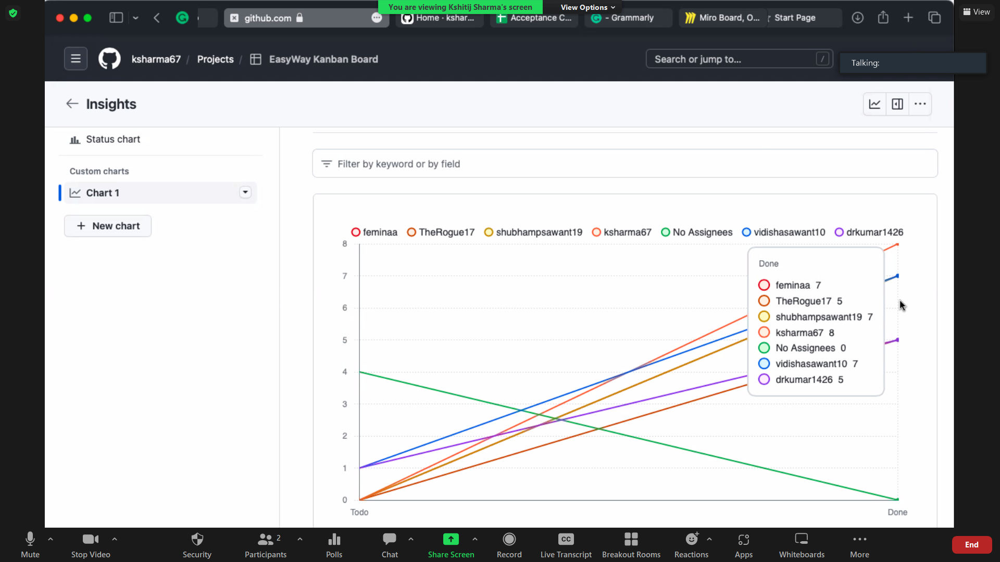 You are viewing Kshitij Sharma's screen
View Options
View
github.com
Home · kshar...
Acceptance C...
- Grammarly
Miro Board, O...
Start Page
ksharma67 / Projects / EasyWay Kanban Board
Search or jump to... /
Talking:
Insights
Status chart
Filter by keyword or by field
Custom charts
Chart 1
+ New chart
feminaa TheRogue17 shubhampsawant19 ksharma67 No Assignees vidishasawant10 drkumar1426
8
7
6
5
4
3
2
1
0
Done
feminaa 7
TheRogue17 5
shubhampsawant19 7
ksharma67 8
No Assignees 0
vidishasawant10 7
drkumar1426 5
Todo
Done
Mute
Stop Video
Security
Participants 2
Polls
Chat
Share Screen
Record
CC
Live Transcript
Breakout Rooms
Reactions
Apps
Whiteboards
More
End